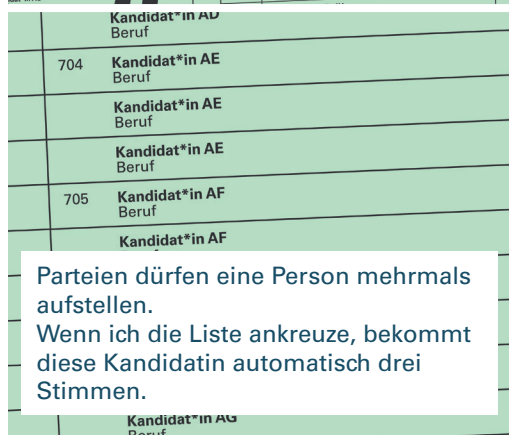 Kandidat*in AD
Beruf
704 Kandidat*in AE
Beruf
Kandidat*in AE
Beruf
Kandidat*in AE
Beruf
705 Kandidat*in AF
Beruf
Kandidat*in AF
Parteien dürfen eine Person mehrmals
aufstellen.
Wenn ich die Liste ankreuze, bekommt
diese Kandidatin automatisch drei
Stimmen.
Kandidat*in AG
Beruf